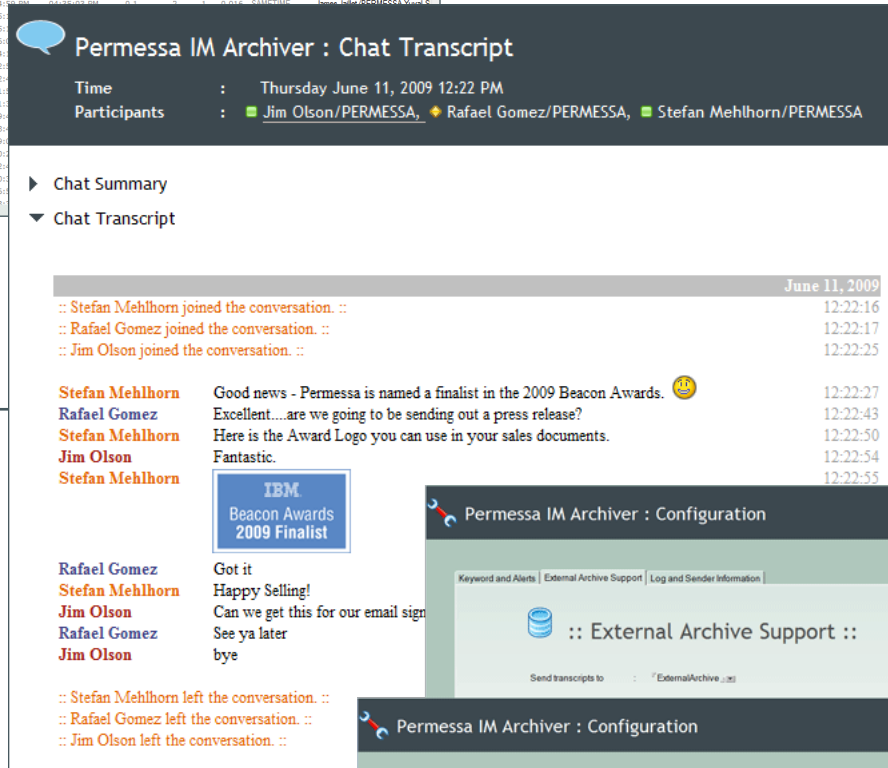 Permessa IM Archiver : Chat Transcript
Time : Thursday June 11, 2009 12:22 PM
Participants : Jim Olson/PERMESSA, Rafael Gomez/PERMESSA, Stefan Mehlhorn/PERMESSA
Chat Summary
Chat Transcript
June 11, 2009
:: Stefan Mehlhorn joined the conversation. :: 12:22:16
:: Rafael Gomez joined the conversation. :: 12:22:17
:: Jim Olson joined the conversation. :: 12:22:25
Stefan Mehlhorn Good news - Permessa is named a finalist in the 2009 Beacon Awards. 12:22:27
Rafael Gomez Excellent....are we going to be sending out a press release? 12:22:43
Stefan Mehlhorn Here is the Award Logo you can use in your sales documents. 12:22:50
Jim Olson Fantastic. 12:22:54
Stefan Mehlhorn 12:22:55
IBM
Beacon Awards
2009 Finalist
Rafael Gomez Got it
Stefan Mehlhorn Happy Selling!
Jim Olson Can we get this for our email sign
Rafael Gomez See ya later
Jim Olson bye
:: Stefan Mehlhorn left the conversation. ::
:: Rafael Gomez left the conversation. ::
:: Jim Olson left the conversation. ::
Permessa IM Archiver : Configuration
Keyword and Alerts External Archive Support Log and Sender Information
:: External Archive Support ::
Send transcripts to : ExternalArchive
Permessa IM Archiver : Configuration